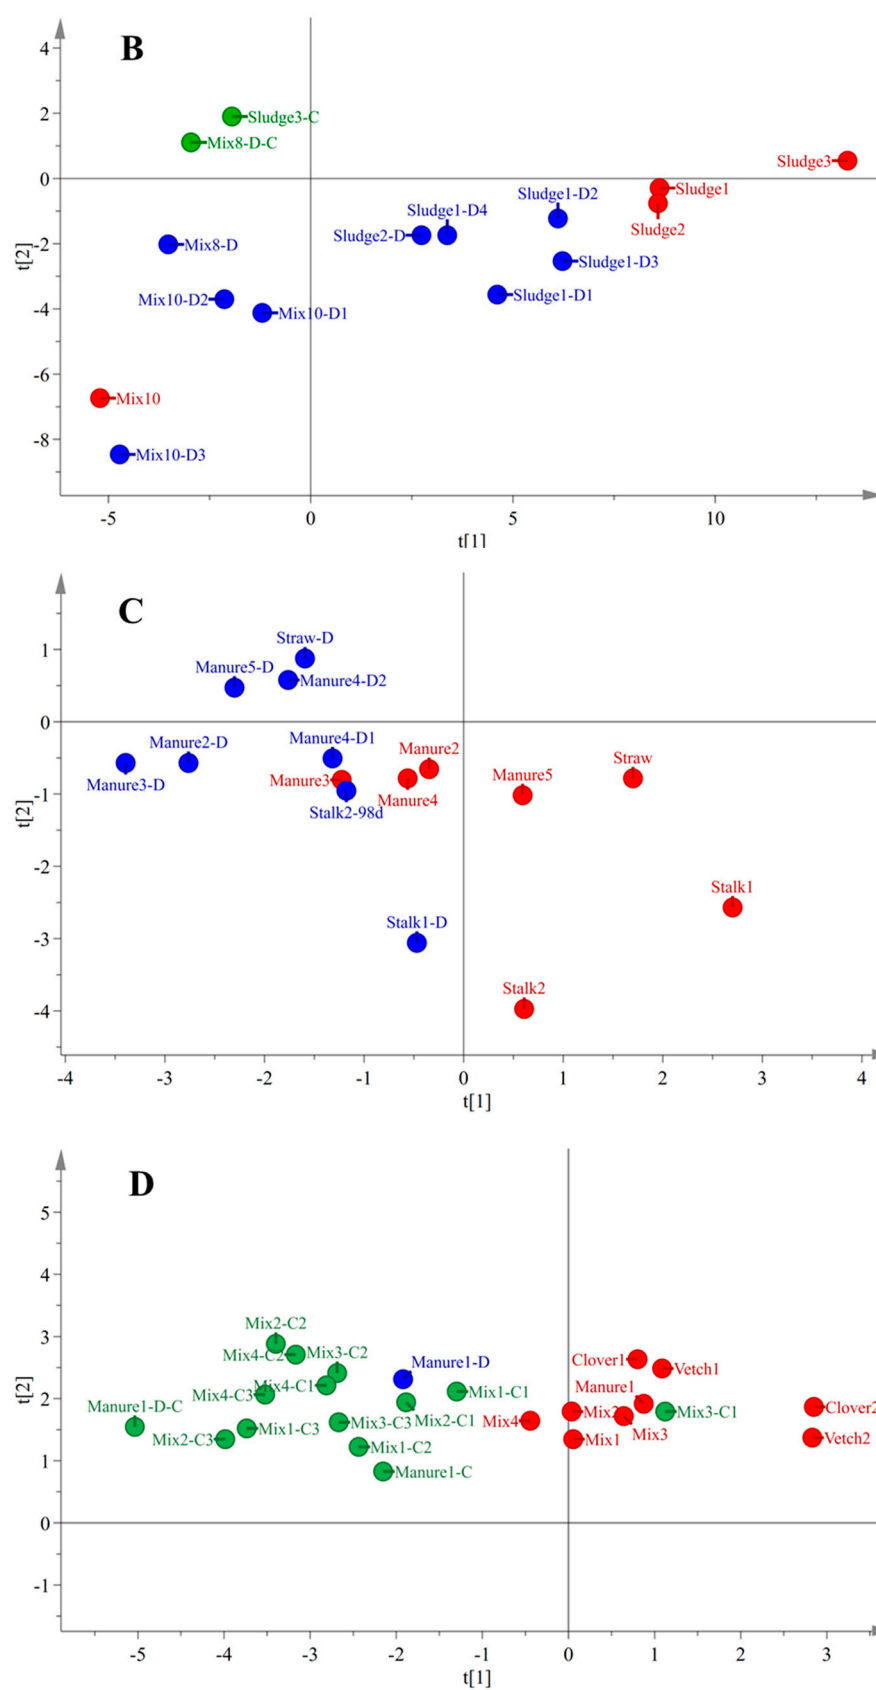 B
4
2
0
-2
-4
-6
-8
t[2]
Sludge3-C
Mix8-D-C
Sludge3
Sludge1
Sludge2
Sludge1-D2
Sludge1-D4
Sludge2-D
Mix8-D
Sludge1-D3
Sludge1-D1
Mix10-D2
Mix10-D1
Mix10
Mix10-D3
-5 0 5 10
t[1]
C
1
0
-1
-2
-3
-4
t[2]
Straw-D
Manure5-D
Manure4-D2
Manure2-D
Manure4-D1
Manure2
Straw
Manure3-D
Manure3
Manure5
Manure4
Stalk2-98d
Stalk1
Stalk1-D
Stalk2
-4 -3 -2 -1 0 1 2 3 4
t[1]
D
5
4
3
2
1
0
-1
t[2]
Mix2-C2
Mix4-C2
Mix3-C2
Manure1-D
Clover1
Vetch1
Mix4-C1
Mix4-C3
Mix1-C1
Manure1
Manure1-D-C
Mix2
Mix3-C1
Clover2
Mix2-C3
Mix1-C3
Mix3-C3
Mix2-C1
Mix4
Mix3
Mix1
Vetch2
Mix1-C2
Manure1-C
-5 -4 -3 -2 -1 0 1 2 3
t[1]